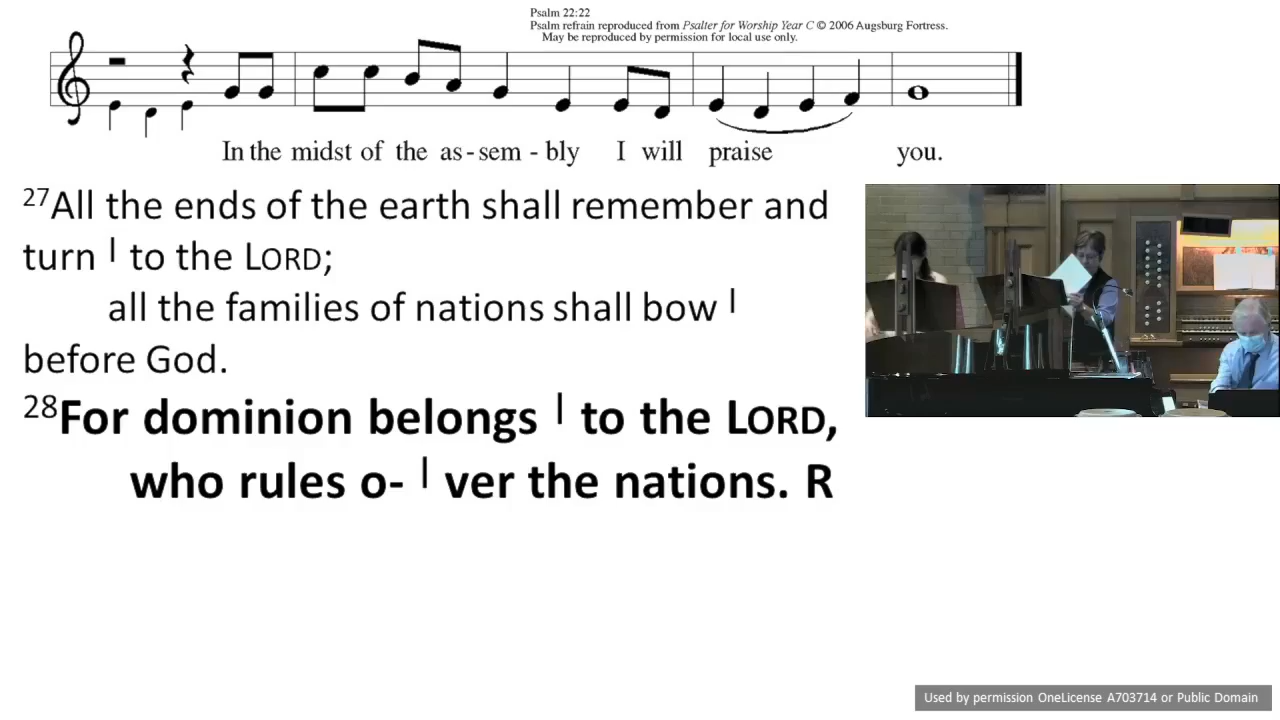 Psalm 22:22
Psalm refrain reproduced from Psalter for Worship Year C © 2006 Augsburg Fortress.
May be reproduced by permission for local use only.
In the midst of the as - sem - bly I will praise you.
27All the ends of the earth shall remember and
turn | to the LORD;
all the families of nations shall bow |
before God.
28For dominion belongs | to the LORD,
who rules o- | ver the nations. R
Used by permission OneLicense A703714 or Public Domain